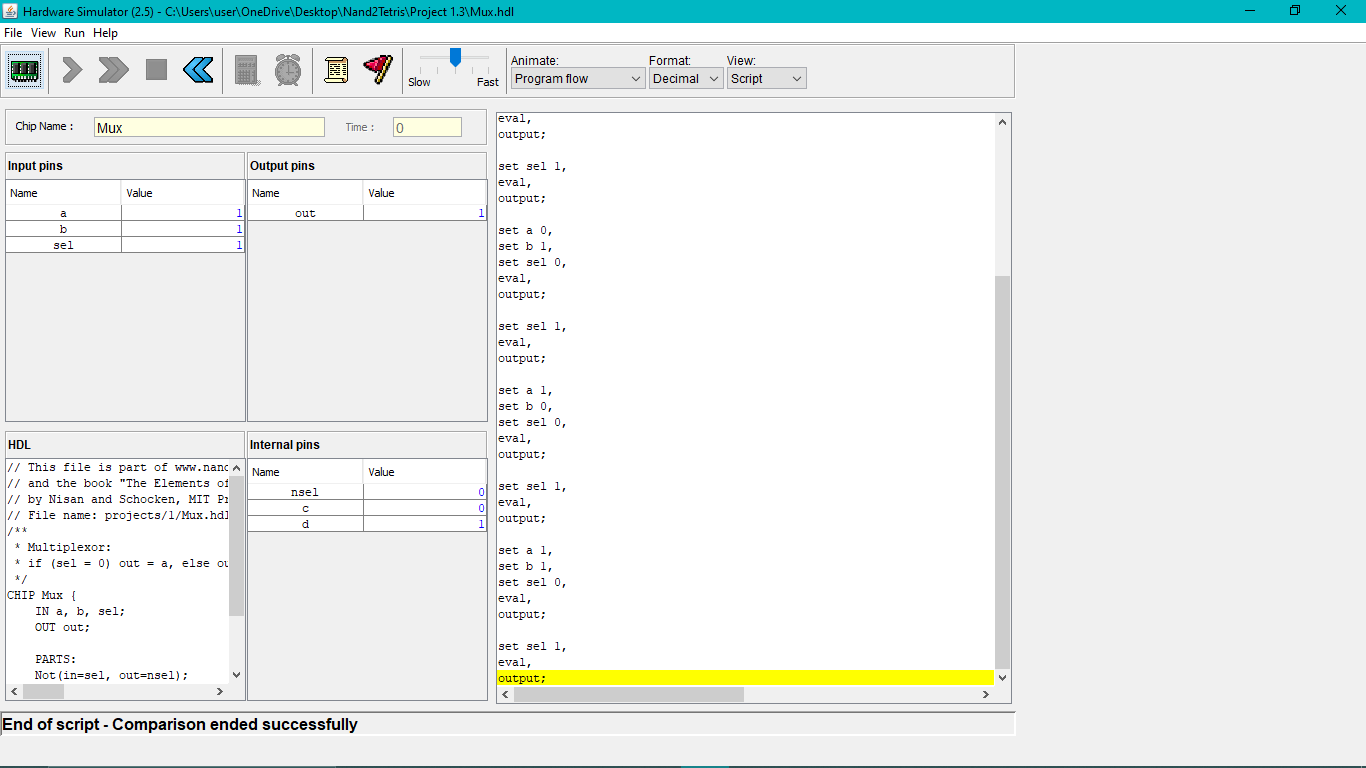 Hardware Simulator (2.5) - C:\Users\user\OneDrive\Desktop\Nand2Tetris\Project 1.3\Mux.hdl
File View Run Help
Slow Fast
Animate: Format: View:
Program flow Decimal Script
Chip Name : Mux Time : 0
Input pins
Name Value
a 1
b 1
sel 1
Output pins
Name Value
out 1
HDL
// This file is part of www.nand
// and the book "The Elements of
// by Nisan and Schocken, MIT Pr
// File name: projects/1/Mux.hdl
/**
* Multiplexor:
* if (sel = 0) out = a, else ou
*/
CHIP Mux {
IN a, b, sel;
OUT out;
PARTS:
Not(in=sel, out=nsel);
Internal pins
Name Value
nsel 0
c 0
d 1
eval,
output;
set sel 1,
eval,
output;
set a 0,
set b 1,
set sel 0,
eval,
output;
set sel 1,
eval,
output;
set a 1,
set b 0,
set sel 0,
eval,
output;
set sel 1,
eval,
output;
set a 1,
set b 1,
set sel 0,
eval,
output;
set sel 1,
eval,
output;
End of script - Comparison ended successfully